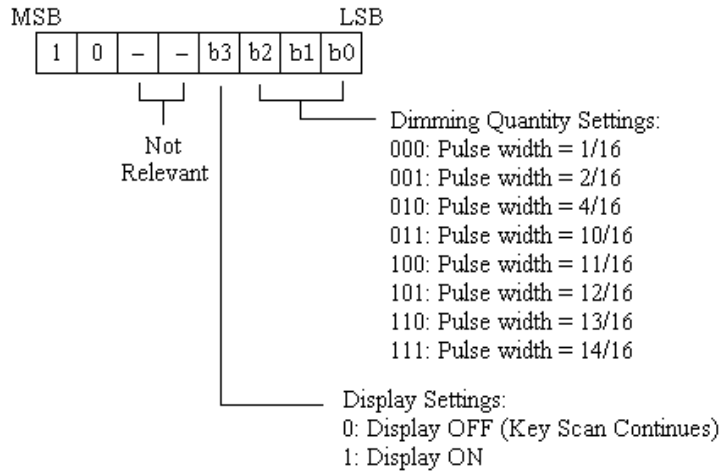 MSB LSB
1 0 – – b3 b2 b1 b0
Not
Relevant
Dimming Quantity Settings:
000: Pulse width = 1/16
001: Pulse width = 2/16
010: Pulse width = 4/16
011: Pulse width = 10/16
100: Pulse width = 11/16
101: Pulse width = 12/16
110: Pulse width = 13/16
111: Pulse width = 14/16
Display Settings:
0: Display OFF (Key Scan Continues)
1: Display ON